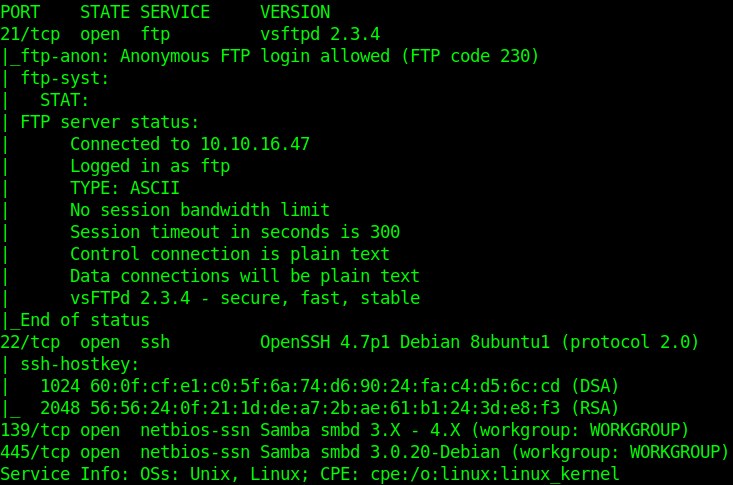 PORT    STATE SERVICE     VERSION
21/tcp  open  ftp         vsftpd 2.3.4
|_ftp-anon: Anonymous FTP login allowed (FTP code 230)
| ftp-syst:
|   STAT:
| FTP server status:
|      Connected to 10.10.16.47
|      Logged in as ftp
|      TYPE: ASCII
|      No session bandwidth limit
|      Session timeout in seconds is 300
|      Control connection is plain text
|      Data connections will be plain text
|      vsFTPd 2.3.4 - secure, fast, stable
|_End of status
22/tcp  open  ssh         OpenSSH 4.7p1 Debian 8ubuntu1 (protocol 2.0)
| ssh-hostkey:
|   1024 60:0f:cf:e1:c0:5f:6a:74:d6:90:24:fa:c4:d5:6c:cd (DSA)
|_  2048 56:56:24:0f:21:1d:de:a7:2b:ae:61:b1:24:3d:e8:f3 (RSA)
139/tcp open  netbios-ssn Samba smbd 3.X - 4.X (workgroup: WORKGROUP)
445/tcp open  netbios-ssn Samba smbd 3.0.20-Debian (workgroup: WORKGROUP)
Service Info: OSs: Unix, Linux; CPE: cpe:/o:linux:linux_kernel